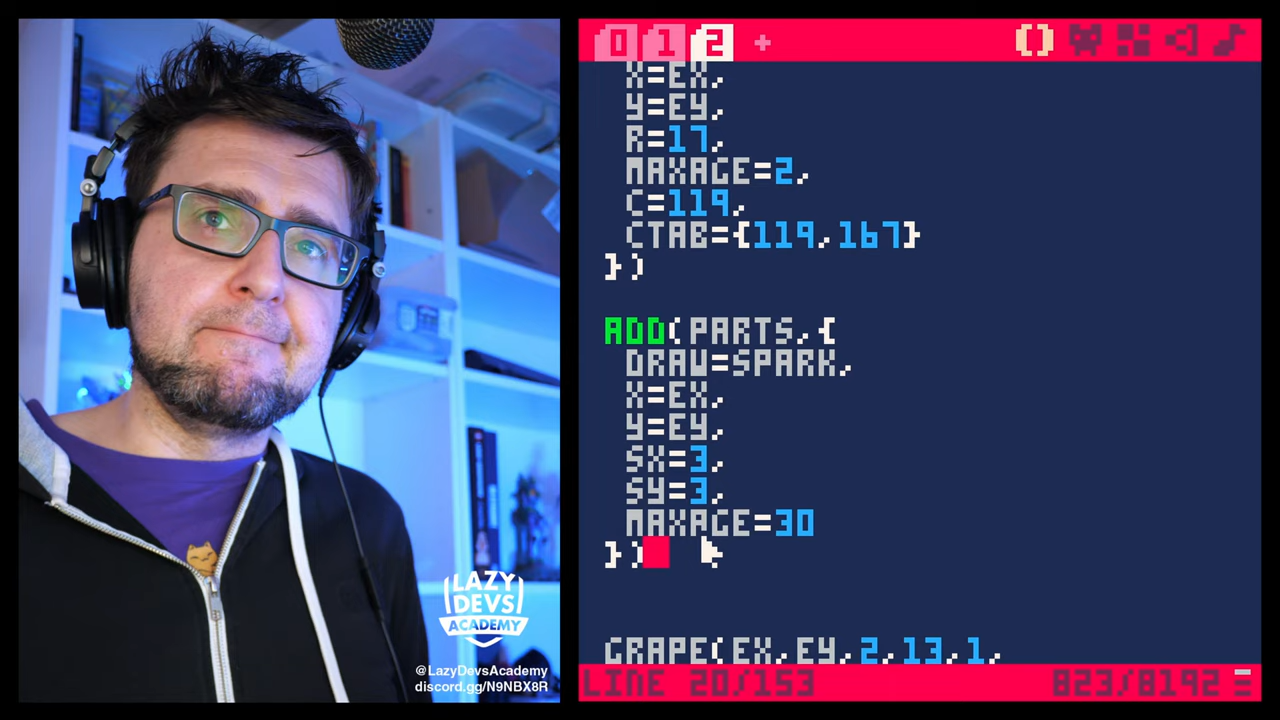 LAZY
DEVS
ACADEMY
@LazyDevsAcademy
discord.gg/N9NBX8R
0 1 2 +
X=EX,
Y=EY,
R=17,
MAXAGE=2,
C=119,
CTAB={119,167}
})
ADD(PARTS,{
DRAW=SPARK,
X=EX,
Y=EY,
SX=3,
SY=3,
MAXAGE=30
})
GRAPE(EX,EY,2,13,1,
LINE 20/153
823/8192